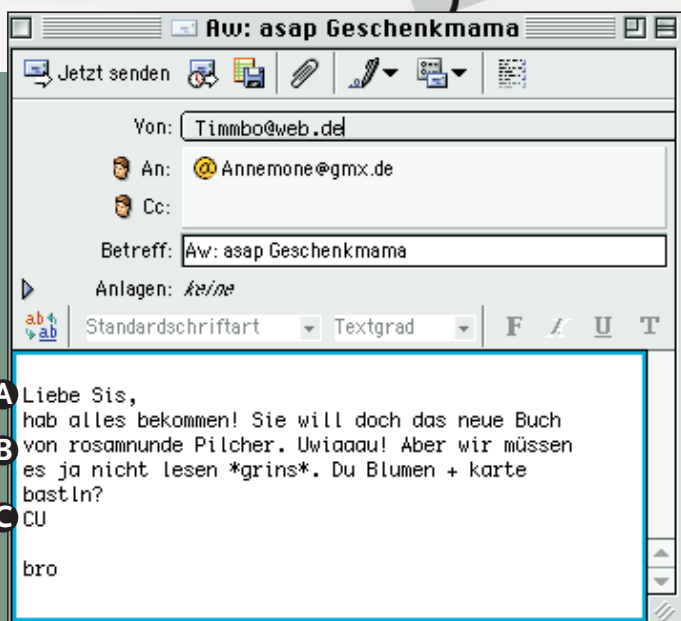 Aw: asap Geschenkmama
Jetzt senden
Von: Timmbo@web.de
An: @ Annemone@gmx.de
Cc:
Betreff: Aw: asap Geschenkmama
Anlagen: keine
ab ab Standardschriftart Textgrad F K U T
A Liebe Sis,
hab alles bekommen! Sie will doch das neue Buch
B von rosamnunde Pilcher. Uwiaaau! Aber wir müssen
es ja nicht lesen *grins*. Du Blumen + karte
bastln?
C CU
bro